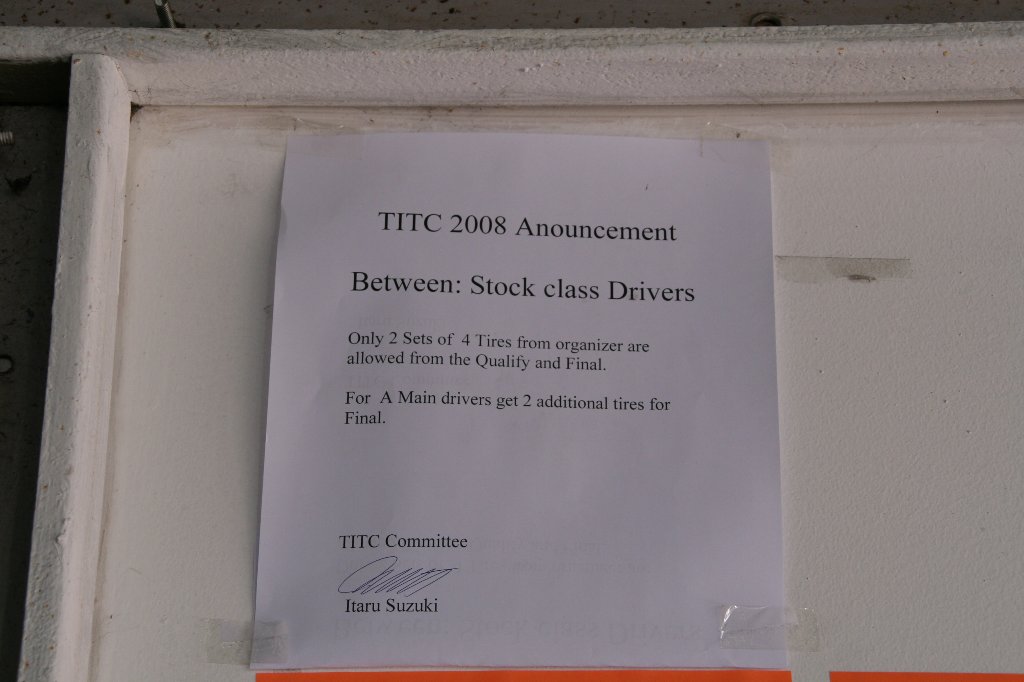 TITC 2008 Anouncement
Between: Stock class Drivers
Only 2 Sets of 4 Tires from organizer are
allowed from the Qualify and Final.
For A Main drivers get 2 additional tires for
Final.
TITC Committee
Itaru Suzuki